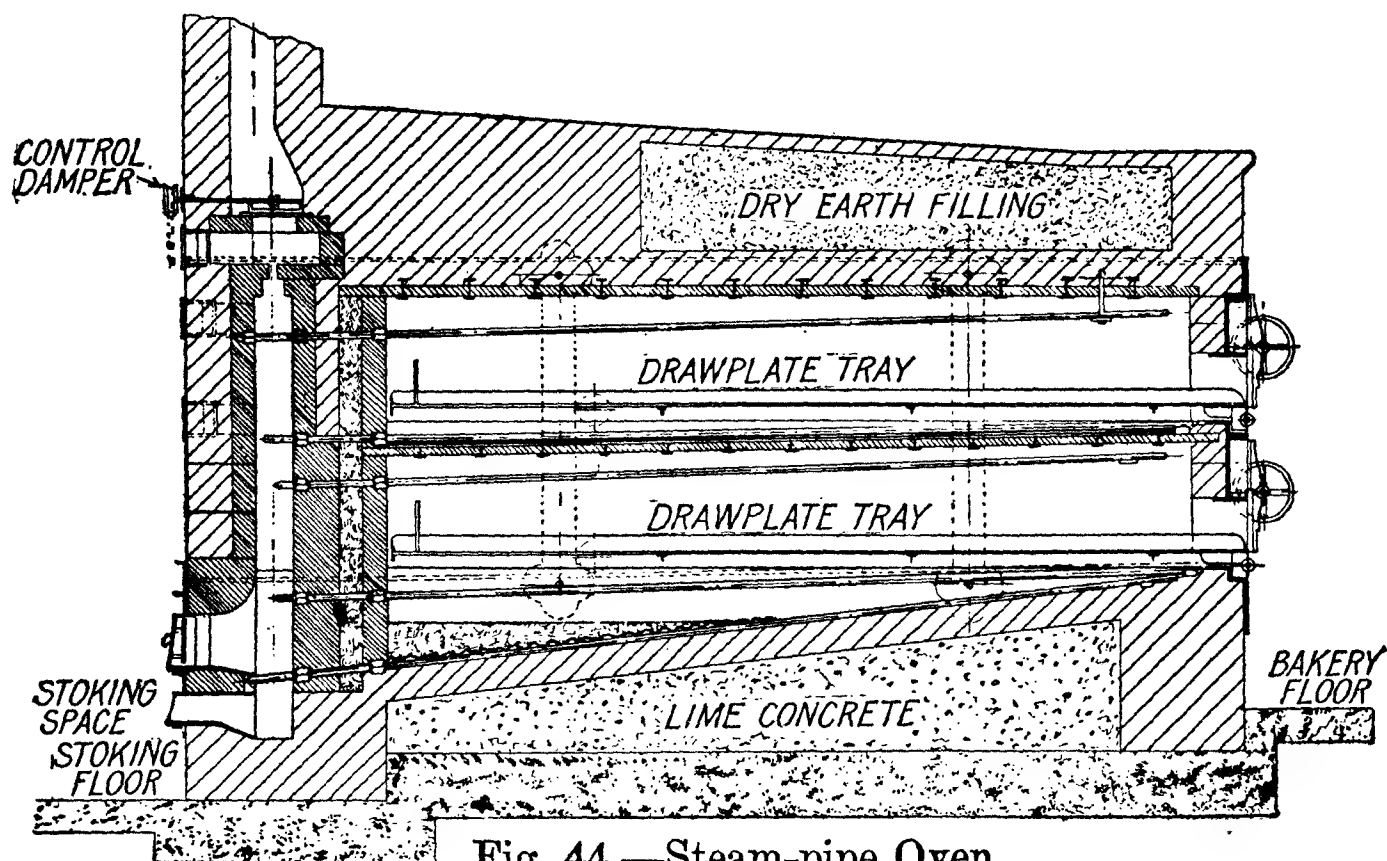 CONTROL
DAMPER
DRY EARTH FILLING
DRAWPLATE TRAY
DRAWPLATE TRAY
STOKING
SPACE
STOKING
FLOOR
LIME CONCRETE
BAKERY
FLOOR
Fig. 44.—Steam-pipe Oven